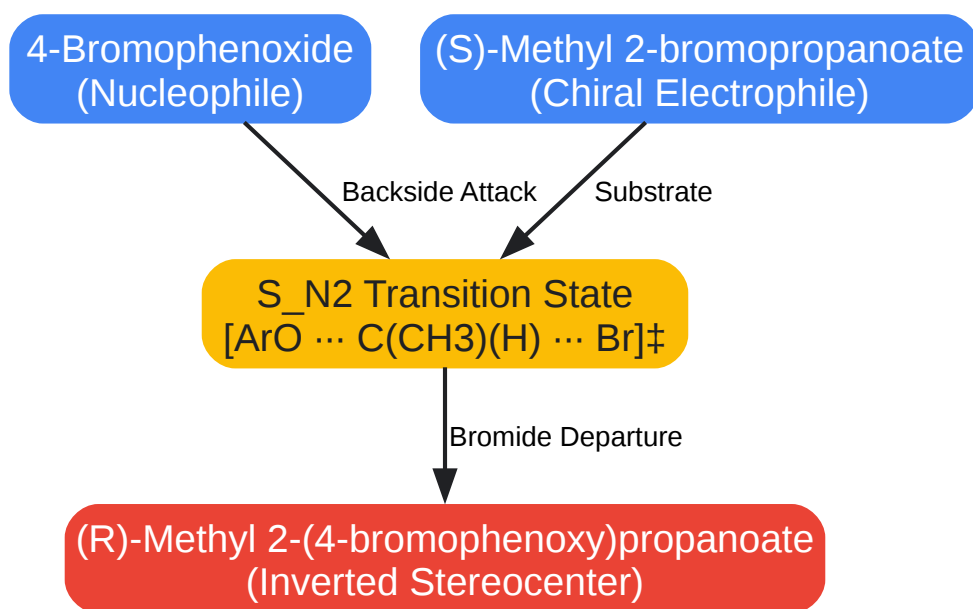 4-Bromophenoxide
(Nucleophile)
(S)-Methyl 2-bromopropanoate
(Chiral Electrophile)
Backside Attack
Substrate
S_N2 Transition State
[ArO ··· C(CH3)(H) ··· Br]‡
Bromide Departure
(R)-Methyl 2-(4-bromophenoxy)propanoate
(Inverted Stereocenter)